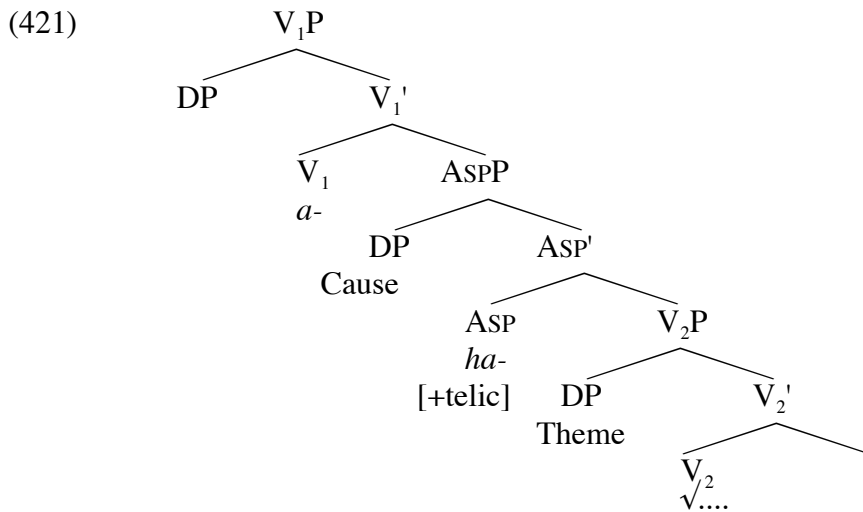 (421) V₁P
DP V₁'
V₁ AspP
a-
DP Asp'
Cause
Asp V₂P
ha-
[+telic] DP V₂'
Theme
V₂
√....